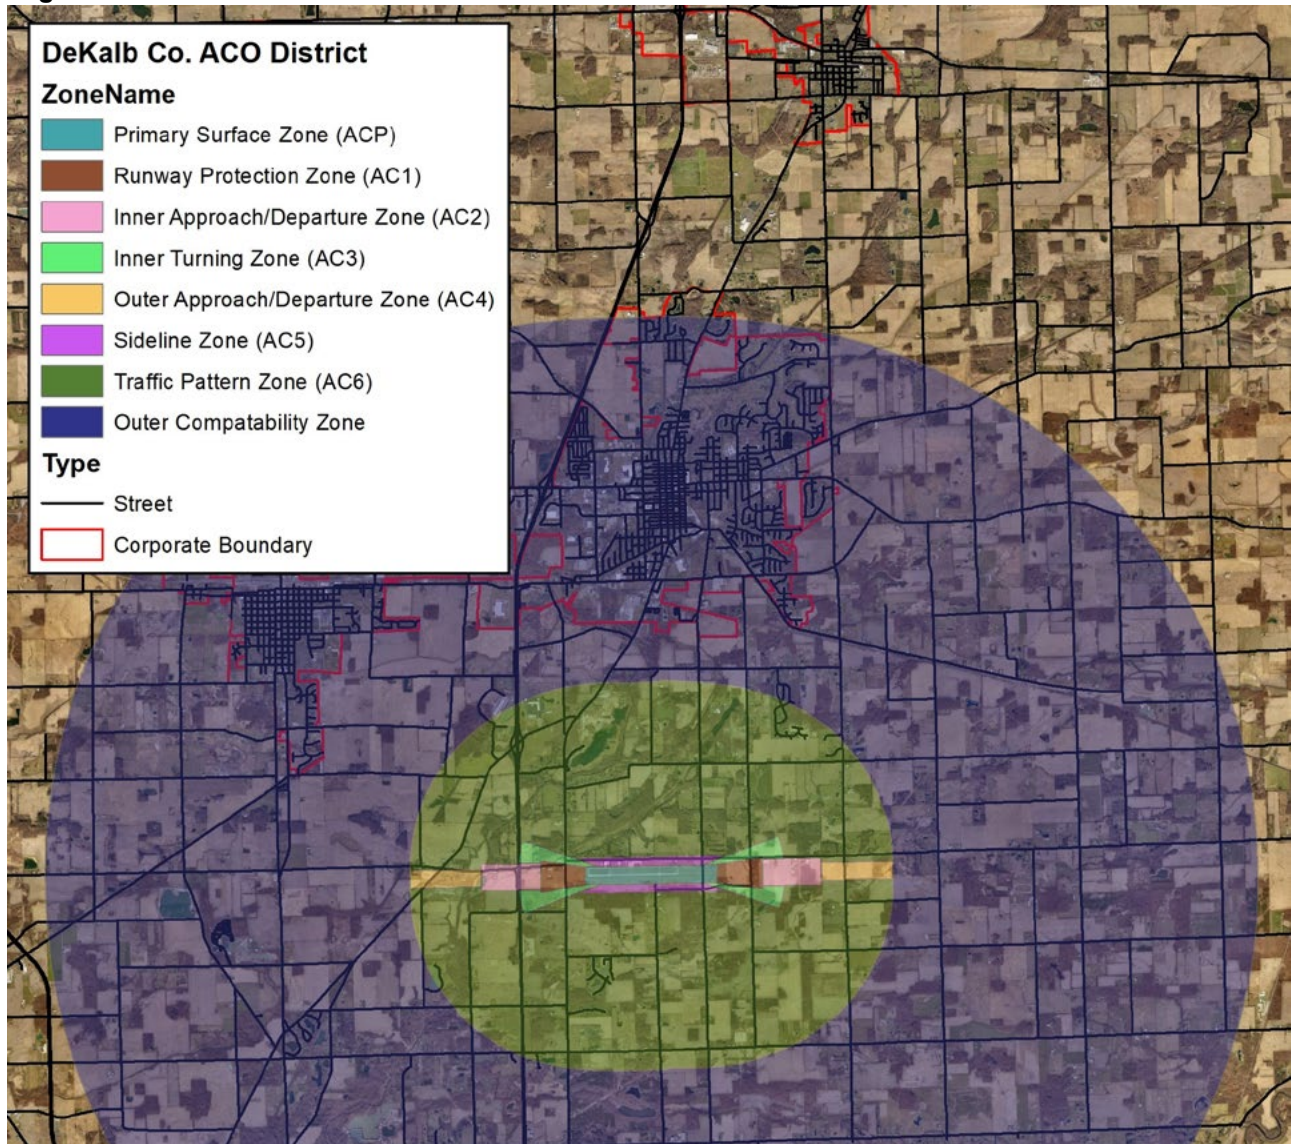 DeKalb Co. ACO District
ZoneName
Primary Surface Zone (ACP)
Runway Protection Zone (AC1)
Inner Approach/Departure Zone (AC2)
Inner Turning Zone (AC3)
Outer Approach/Departure Zone (AC4)
Sideline Zone (AC5)
Traffic Pattern Zone (AC6)
Outer Compatability Zone
Type
Street
Corporate Boundary